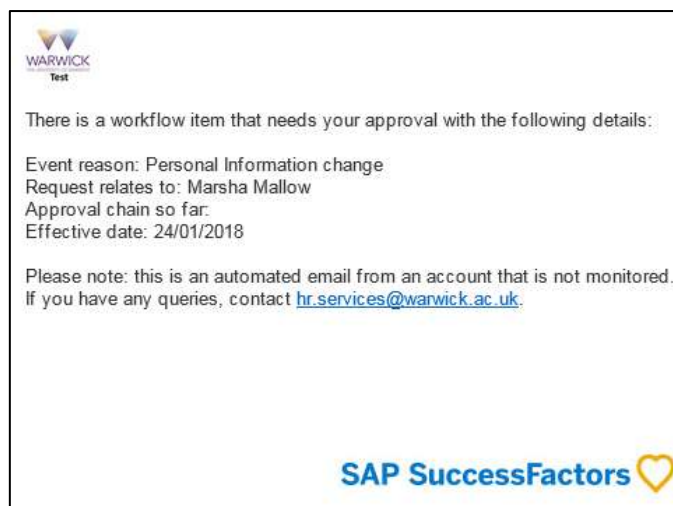 WARWICK
Test
There is a workflow item that needs your approval with the following details:
Event reason: Personal Information change
Request relates to: Marsha Mallow
Approval chain so far:
Effective date: 24/01/2018
Please note: this is an automated email from an account that is not monitored.
If you have any queries, contact hr.services@warwick.ac.uk.
SAP SuccessFactors